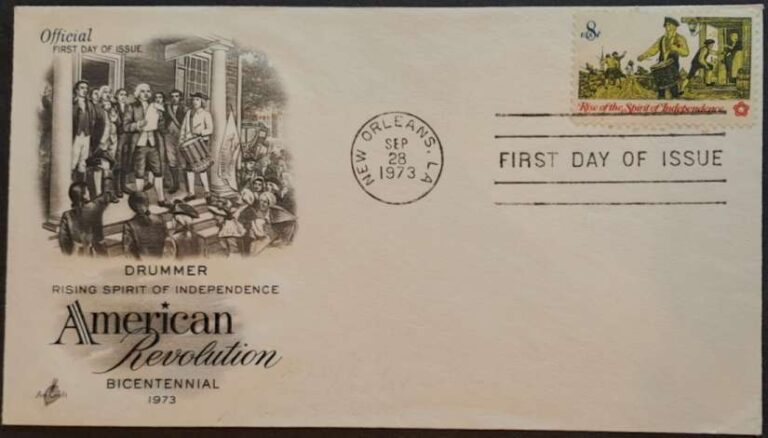 Official
FIRST DAY OF ISSUE
8
Rise of the Spirit of Independence
NEW ORLEANS, LA
SEP
28
1973
FIRST DAY OF ISSUE
DRUMMER
RISING SPIRIT OF INDEPENDENCE
American
Revolution
BICENTENNIAL
1973